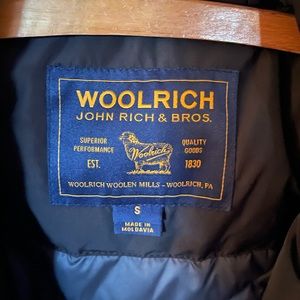 WOOLRICH
JOHN RICH & BROS.
SUPERIOR PERFORMANCE
QUALITY GOODS
Woolrich
EST. 1830
WOOLRICH WOOLEN MILLS - WOOLRICH, PA
S
MADE IN
MOLDAVIA